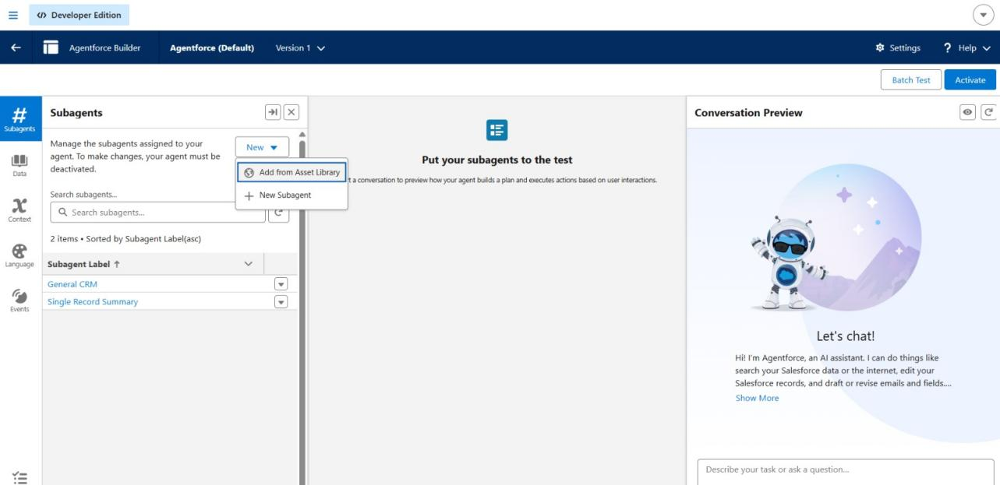 </> Developer Edition
Agentforce Builder
Agentforce (Default)
Version 1
Settings
? Help
Batch Test
Activate
Subagents
Data
Context
Language
Events
Subagents
Manage the subagents assigned to your
agent. To make changes, your agent must be
deactivated.
New
Add from Asset Library
New Subagent
Search subagents...
Search subagents...
2 items • Sorted by Subagent Label(asc)
Subagent Label ↑
General CRM
Single Record Summary
Put your subagents to the test
t a conversation to preview how your agent builds a plan and executes actions based on user interactions.
Conversation Preview
Let's chat!
Hi! I'm Agentforce, an AI assistant. I can do things like
search your Salesforce data or the internet, edit your
Salesforce records, and draft or revise emails and fields....
Show More
Describe your task or ask a question...